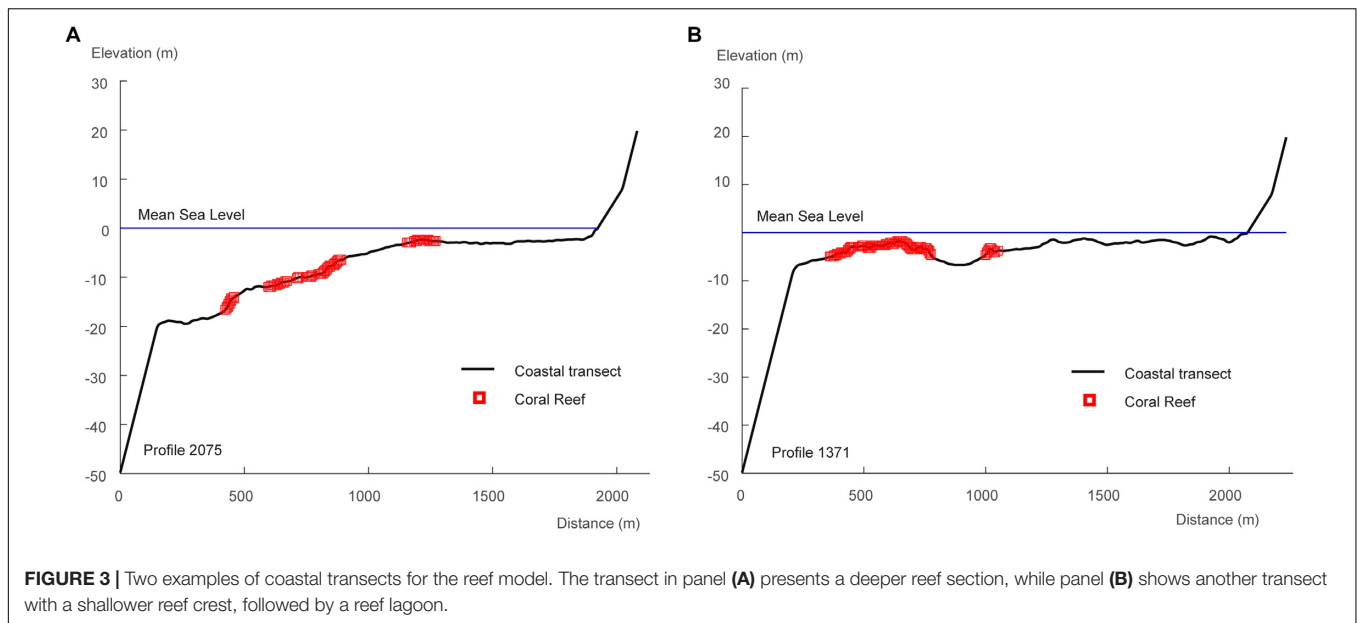 A
Elevation (m)
30
20
10
Mean Sea Level
0
-10
-20
-30
Coastal transect
Coral Reef
-40
Profile 2075
-50
0 500 1000 1500 2000
Distance (m)
B
Elevation (m)
30
20
10
Mean Sea Level
0
-10
-20
-30
Coastal transect
Coral Reef
-40
Profile 1371
-50
0 500 1000 1500 2000
Distance (m)
FIGURE 3 | Two examples of coastal transects for the reef model. The transect in panel (A) presents a deeper reef section, while panel (B) shows another transect
with a shallower reef crest, followed by a reef lagoon.